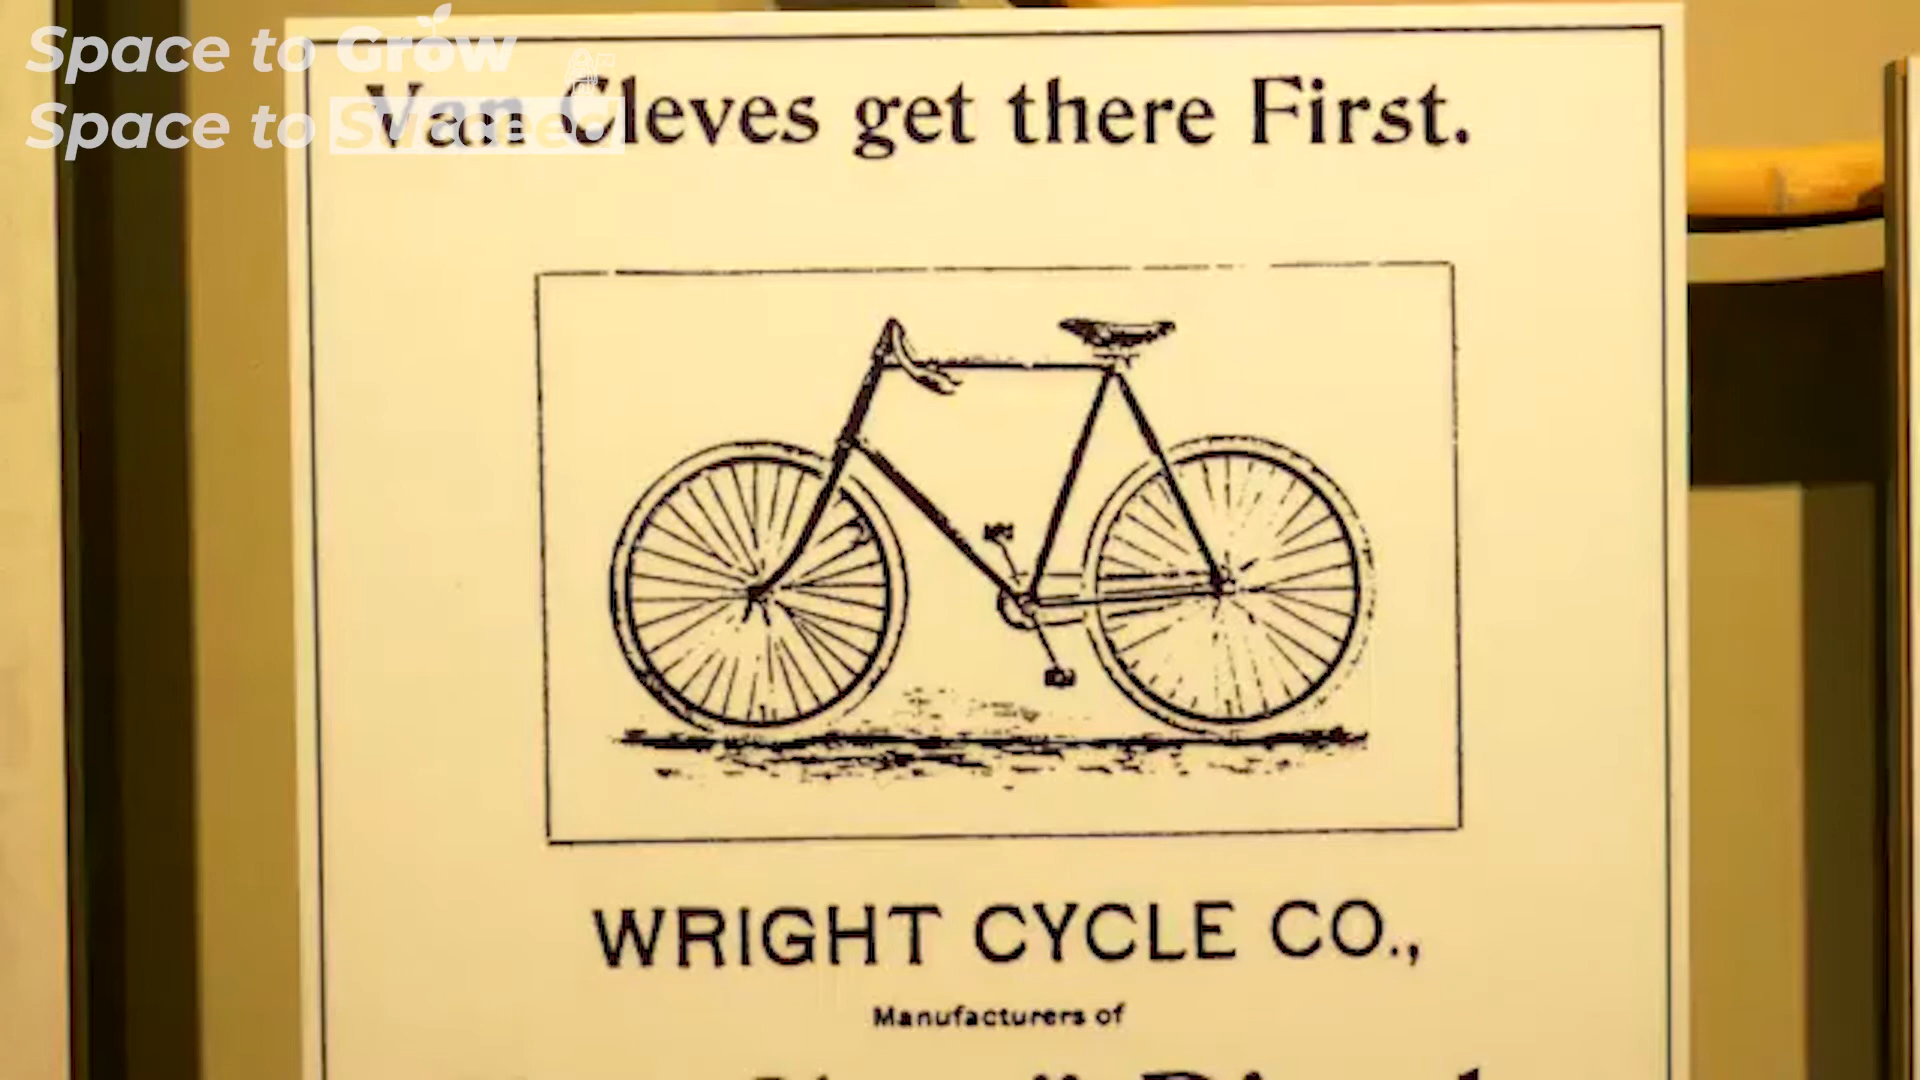 Space to Grow
Space to
Van Cleves get there First.
WRIGHT CYCLE CO.,
Manufacturers of